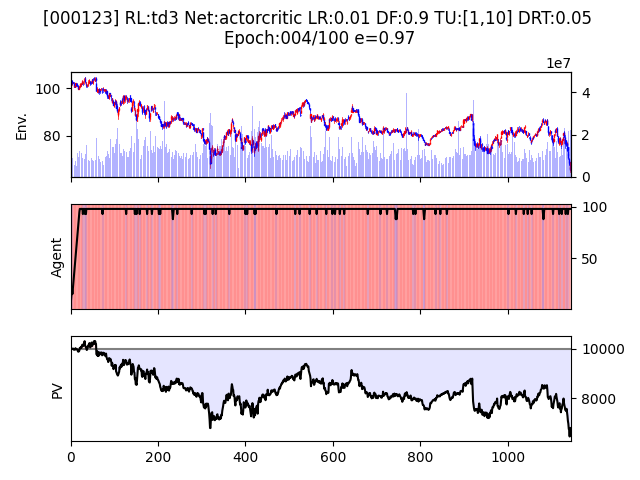 [000123] RL:td3 Net:actorcritic LR:0.01 DF:0.9 TU:[1,10] DRT:0.05
Epoch:004/100 e=0.97
1e7
100
80
Env.
4
2
0
Agent
100
50
PV
10000
8000
0 200 400 600 800 1000